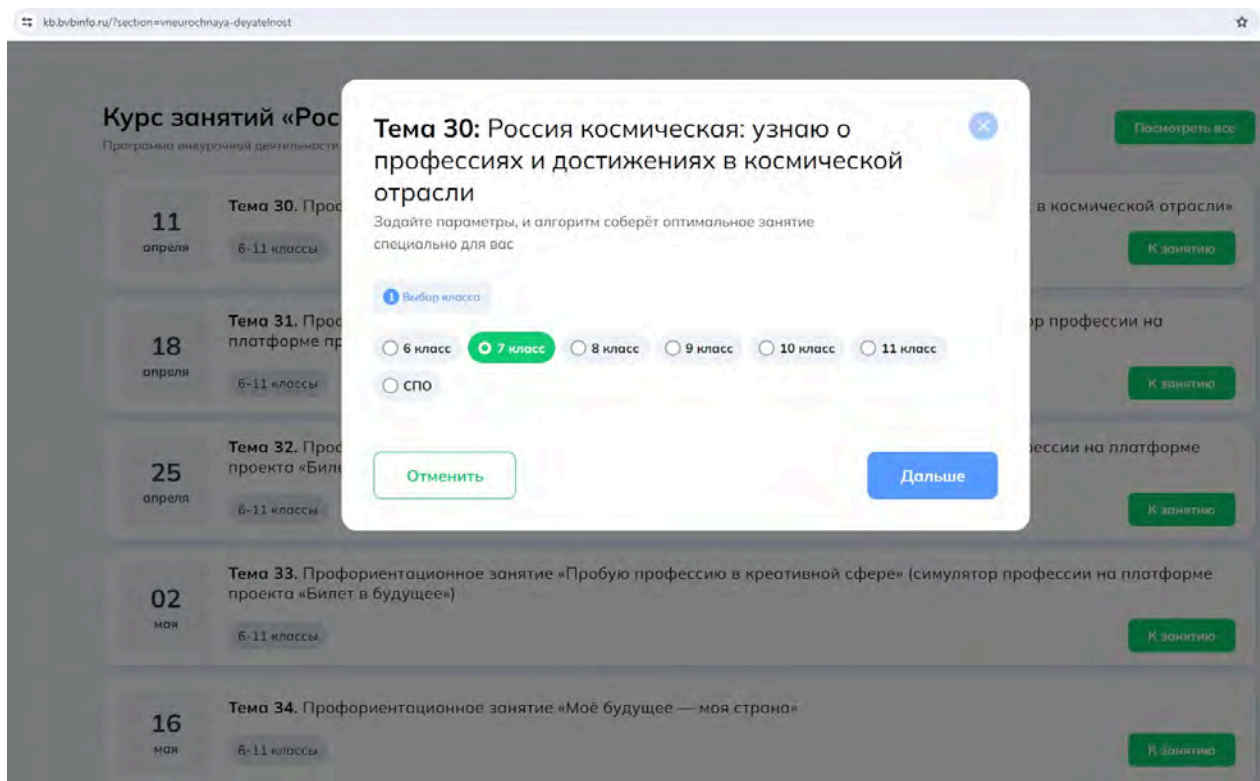 kb.bvbinfo.ru/?section=vneurochnaya-deyatelnost
Курс занятий «Рос
Программа внеурочной деятельности
Посмотреть все
Тема 30: Россия космическая: узнаю о
профессиях и достижениях в космической
отрасли
Задайте параметры, и алгоритм соберёт оптимальное занятие
специально для вас
1 Выбор класса
6 класс 7 класс 8 класс 9 класс 10 класс 11 класс
СПО
Отменить Дальше
11
апреля
Тема 30. Проф
в космической отрасли»
6-11 классы
К занятию
18
апреля
Тема 31. Проф
ор профессии на
платформе пр
6-11 классы
К занятию
25
апреля
Тема 32. Проф
ессии на платформе
проекта «Биле
6-11 классы
К занятию
02
мая
Тема 33. Профориентационное занятие «Пробую профессию в креативной сфере» (симулятор профессии на платформе
проекта «Билет в будущее»)
6-11 классы
К занятию
16
мая
Тема 34. Профориентационное занятие «Моё будущее — моя страна»
6-11 классы
К занятию